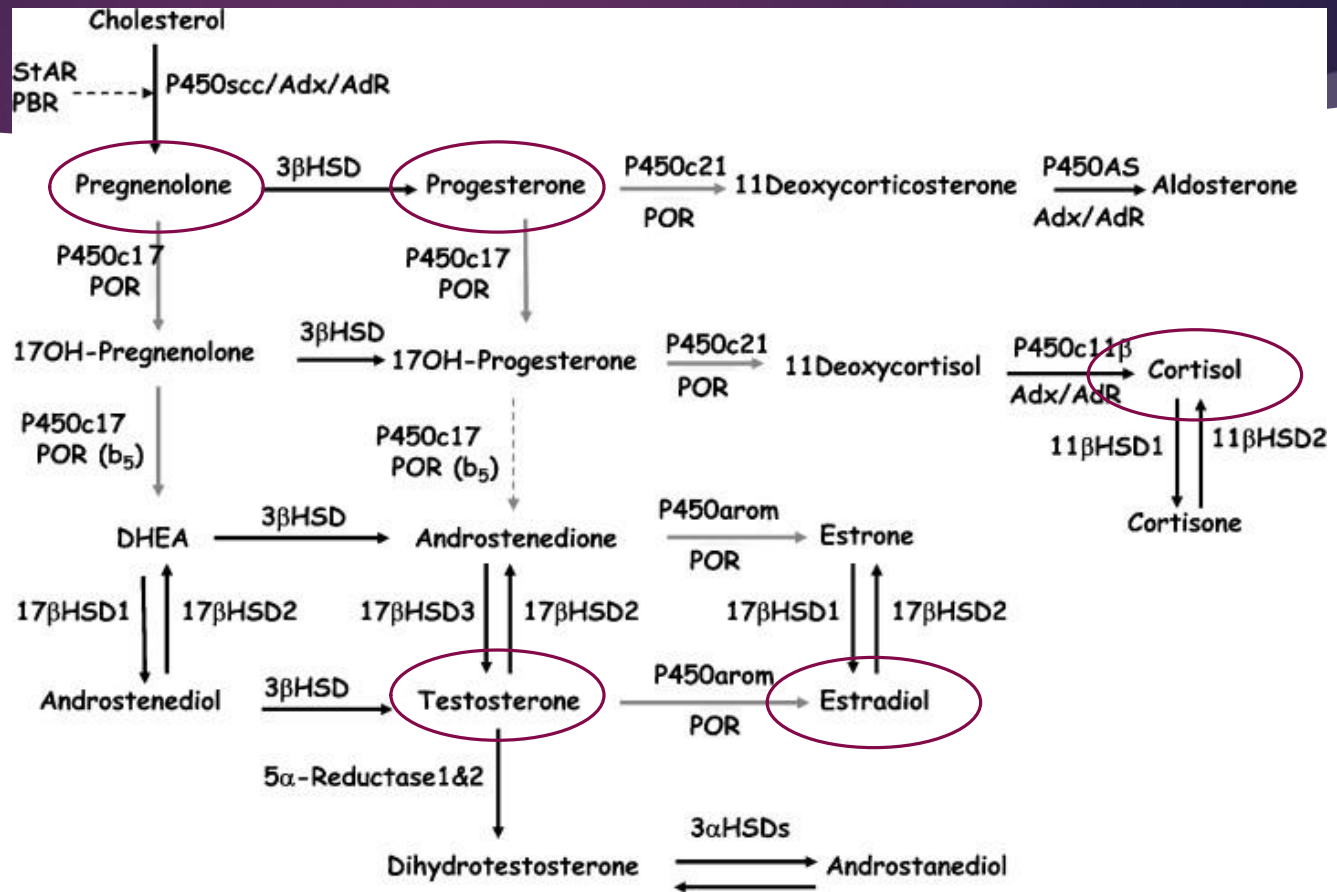 Cholesterol
StAR
PBR
P450scc/Adx/AdR
Pregnenolone
3βHSD
Progesterone
P450c21
POR
11Deoxycorticosterone
P450AS
Adx/AdR
Aldosterone
P450c17
POR
P450c17
POR
17OH-Pregnenolone
3βHSD
17OH-Progesterone
P450c21
POR
11Deoxycortisol
P450c11β
Adx/AdR
Cortisol
P450c17
POR (b₅)
P450c17
POR (b₅)
11βHSD1
11βHSD2
Cortisone
DHEA
3βHSD
Androstenedione
P450arom
POR
Estrone
17βHSD1
17βHSD2
17βHSD3
17βHSD2
17βHSD1
17βHSD2
Androstenediol
3βHSD
Testosterone
P450arom
POR
Estradiol
5α-Reductase1&2
Dihydrotestosterone
3αHSDs
Androstanediol